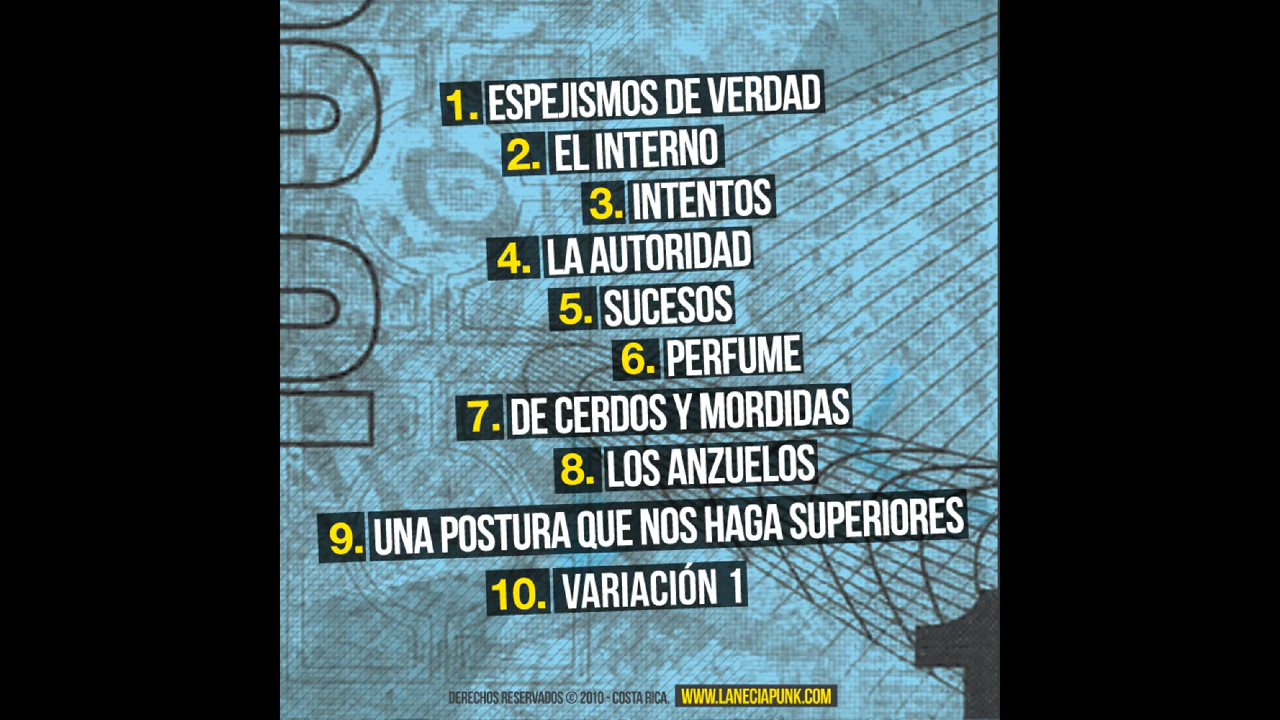 1. ESPEJISMOS DE VERDAD
2. EL INTERNO
3. INTENTOS
4. LA AUTORIDAD
5. SUCESOS
6. PERFUME
7. DE CERDOS Y MORDIDAS
8. LOS ANZUELOS
9. UNA POSTURA QUE NOS HAGA SUPERIORES
10. VARIACIÓN 1
DERECHOS RESERVADOS © 2010 - COSTA RICA. WWW.LANECIAPUNK.COM